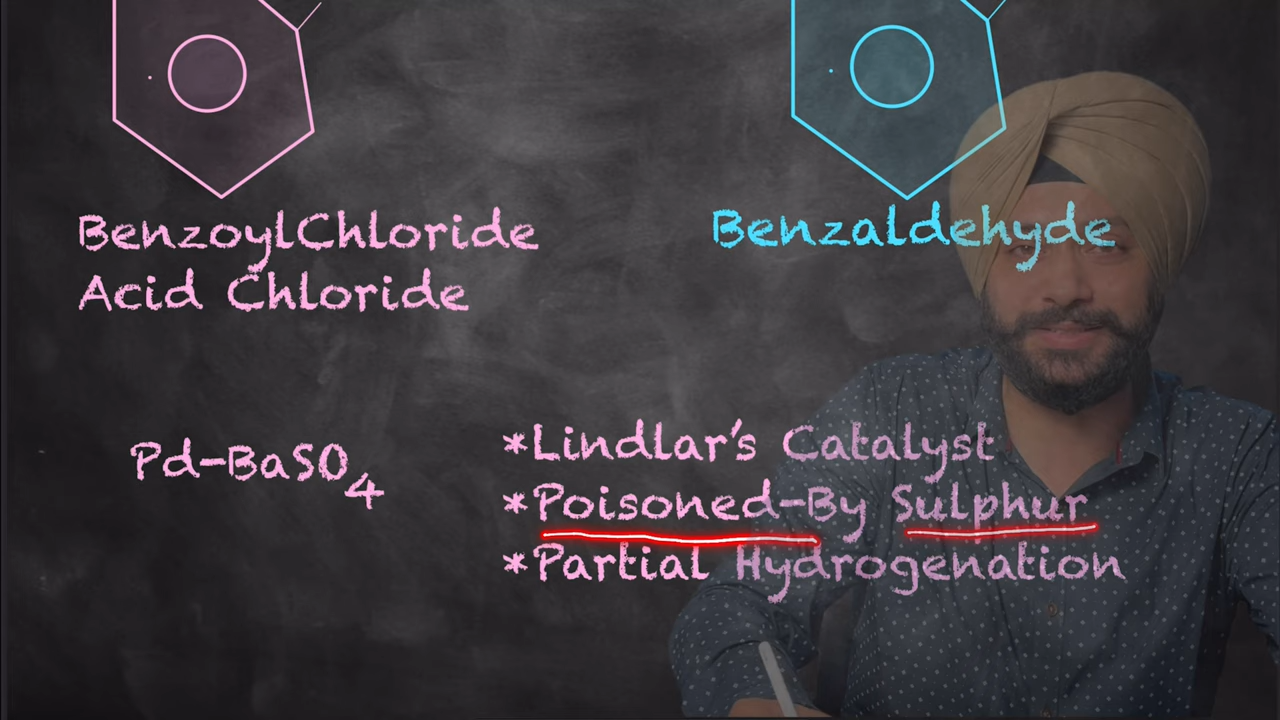 BenzoylChloride
Acid Chloride
Benzaldehyde
Pd-BaSO₄
*Lindlar's Catalyst
*Poisoned-By Sulphur
*Partial Hydrogenation